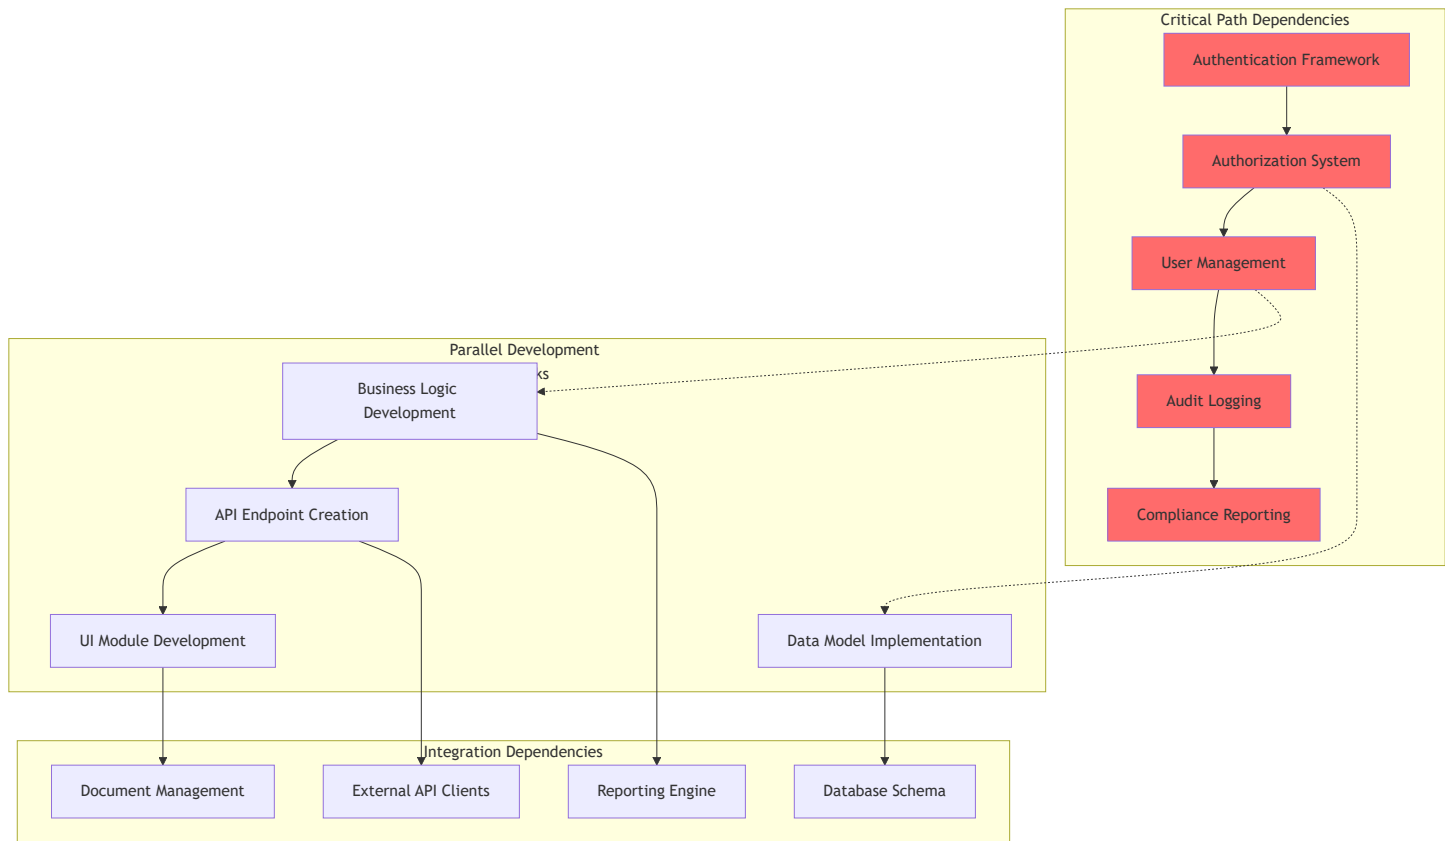 Critical Path Dependencies
Authentication Framework
Authorization System
User Management
Audit Logging
Compliance Reporting
Parallel Development
ks
Business Logic
Development
API Endpoint Creation
UI Module Development
Data Model Implementation
Integration Dependencies
Document Management
External API Clients
Reporting Engine
Database Schema